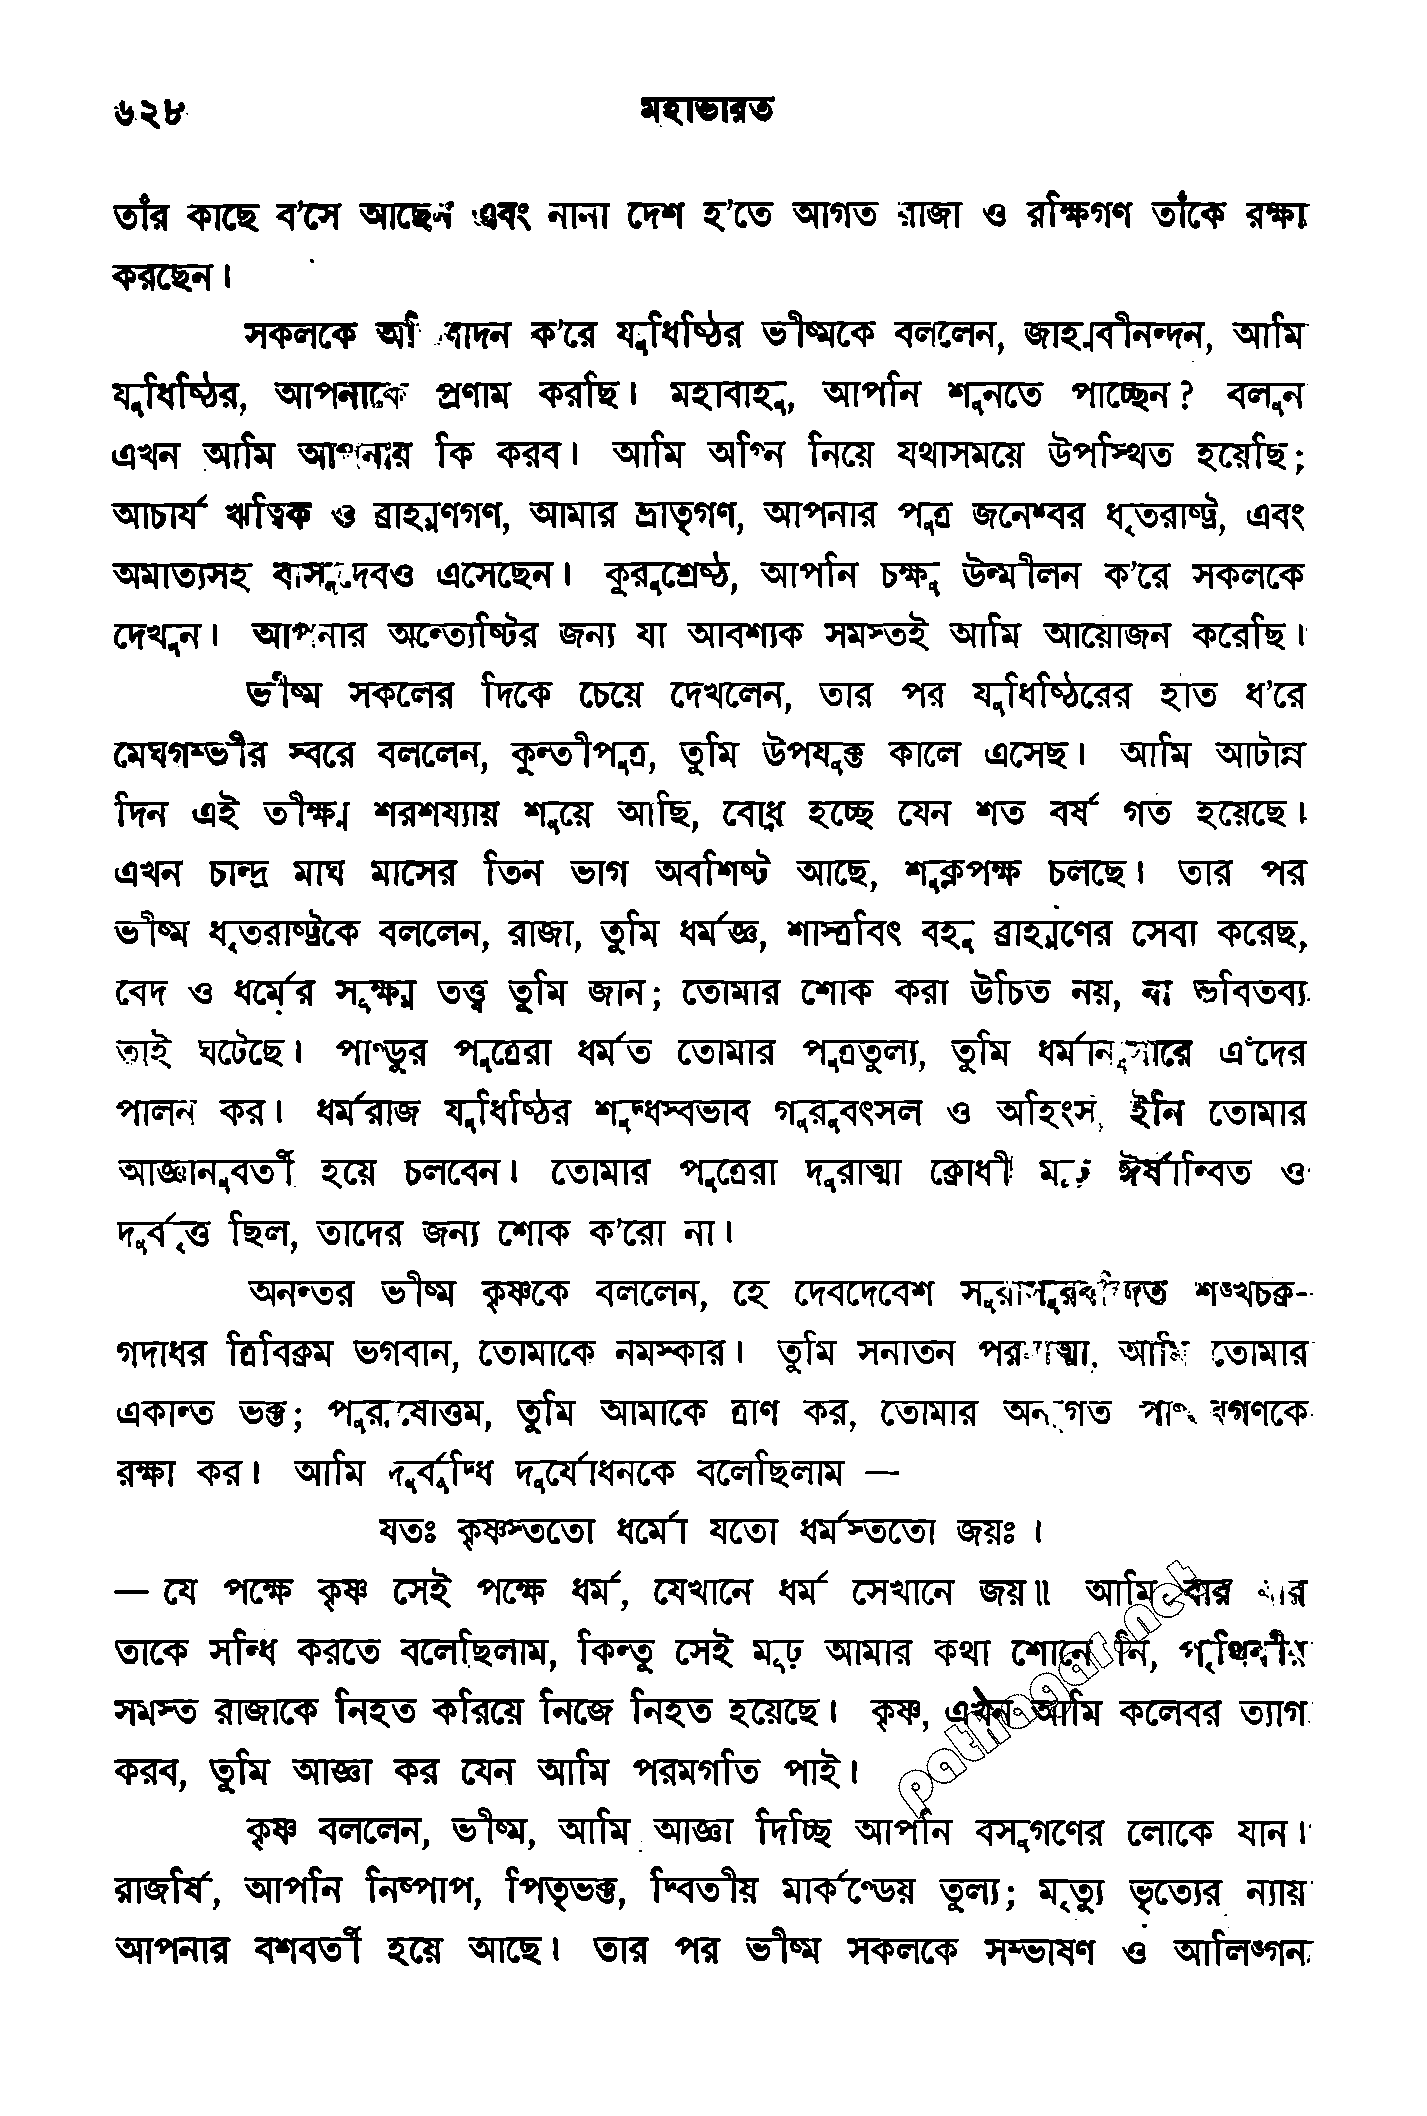 ৬২৮
মহাভারত
তাঁর কাছে ব'সে আছেন এবং নানা দেশ হ'তে আগত রাজা ও রক্ষিগণ তাঁকে রক্ষা
করছেন।
সকলকে অভিবাদন ক'রে যুধিষ্ঠির ভীষ্মকে বললেন, জাহ্নবীনন্দন, আমি
যুধিষ্ঠির, আপনাকে প্রণাম করছি। মহাবাহু, আপনি শুনতে পাচ্ছেন? বলুন
এখন আমি আপনার কি করব। আমি অগ্নি নিয়ে যথাসময়ে উপস্থিত হয়েছি;
আচার্য ঋত্বিক ও ব্রাহ্মণগণ, আমার ভ্রাতৃগণ, আপনার পুত্র জনেশ্বর ধৃতরাষ্ট্র, এবং
অমাত্যসহ বাসুদেবও এসেছেন। কুরুশ্রেষ্ঠ, আপনি চক্ষু উন্মীলন ক'রে সকলকে
দেখুন। আপনার অন্ত্যেষ্টির জন্য যা আবশ্যক সমস্তই আমি আয়োজন করেছি।
ভীষ্ম সকলের দিকে চেয়ে দেখলেন, তার পর যুধিষ্ঠিরের হাত ধ'রে
মেঘগম্ভীর স্বরে বললেন, কুন্তীপুত্র, তুমি উপযুক্ত কালে এসেছ। আমি আটান্ন
দিন এই তীক্ষ্ণ শরশয্যায় শুয়ে আছি, বোধ হচ্ছে যেন শত বর্ষ গত হয়েছে।
এখন চান্দ্র মাঘ মাসের তিন ভাগ অবশিষ্ট আছে, শুক্লপক্ষ চলছে। তার পর
ভীষ্ম ধৃতরাষ্ট্রকে বললেন, রাজা, তুমি ধর্মজ্ঞ, শাস্ত্রবিৎ বহু ব্রাহ্মণের সেবা করেছ,
বেদ ও ধর্মের সূক্ষ্ম তত্ত্ব তুমি জান; তোমার শোক করা উচিত নয়, যা ভবিতব্য
তাই ঘটেছে। পাণ্ডুর পুত্রেরা ধর্মত তোমার পুত্রতুল্য, তুমি ধর্মানুসারে এঁদের
পালন কর। ধর্মরাজ যুধিষ্ঠির শুদ্ধস্বভাব গুরুবৎসল ও অহিংস, ইনি তোমার
আজ্ঞানুবর্তী হয়ে চলবেন। তোমার পুত্রেরা দুরাত্মা ক্রোধী মূঢ় ঈর্ষান্বিত ও
দুর্বৃত্ত ছিল, তাদের জন্য শোক ক'রো না।
অনন্তর ভীষ্ম কৃষ্ণকে বললেন, হে দেবদেবেশ সুরাসুরবন্দিত শঙ্খচক্র-
গদাধর ত্রিবিক্রম ভগবান, তোমাকে নমস্কার। তুমি সনাতন পরমাত্মা, আমি তোমার
একান্ত ভক্ত; পুরুষোত্তম, তুমি আমাকে ত্রাণ কর, তোমার অনুগত পাণ্ডবগণকে
রক্ষা কর। আমি দুর্বুদ্ধি দুর্যোধনকে বলেছিলাম —
যতঃ কৃষ্ণস্ততো ধর্মো যতো ধর্মস্ততো জয়ঃ।
— যে পক্ষে কৃষ্ণ সেই পক্ষে ধর্ম, যেখানে ধর্ম সেখানে জয়॥ আমি বার বার
তাকে সন্ধি করতে বলেছিলাম, কিন্তু সেই মূঢ় আমার কথা শোনে নি, পৃথিবীর
সমস্ত রাজাকে নিহত করিয়ে নিজে নিহত হয়েছে। কৃষ্ণ, এখন আমি কলেবর ত্যাগ
করব, তুমি আজ্ঞা কর যেন আমি পরমগতি পাই।
কৃষ্ণ বললেন, ভীষ্ম, আমি আজ্ঞা দিচ্ছি আপনি বসুগণের লোকে যান।
রাজর্ষি, আপনি নিষ্পাপ, পিতৃভক্ত, দ্বিতীয় মার্কণ্ডেয় তুল্য; মৃত্যু ভৃত্যের ন্যায়
আপনার বশবর্তী হয়ে আছে। তার পর ভীষ্ম সকলকে সম্ভাষণ ও আলিঙ্গন
pathagar.net